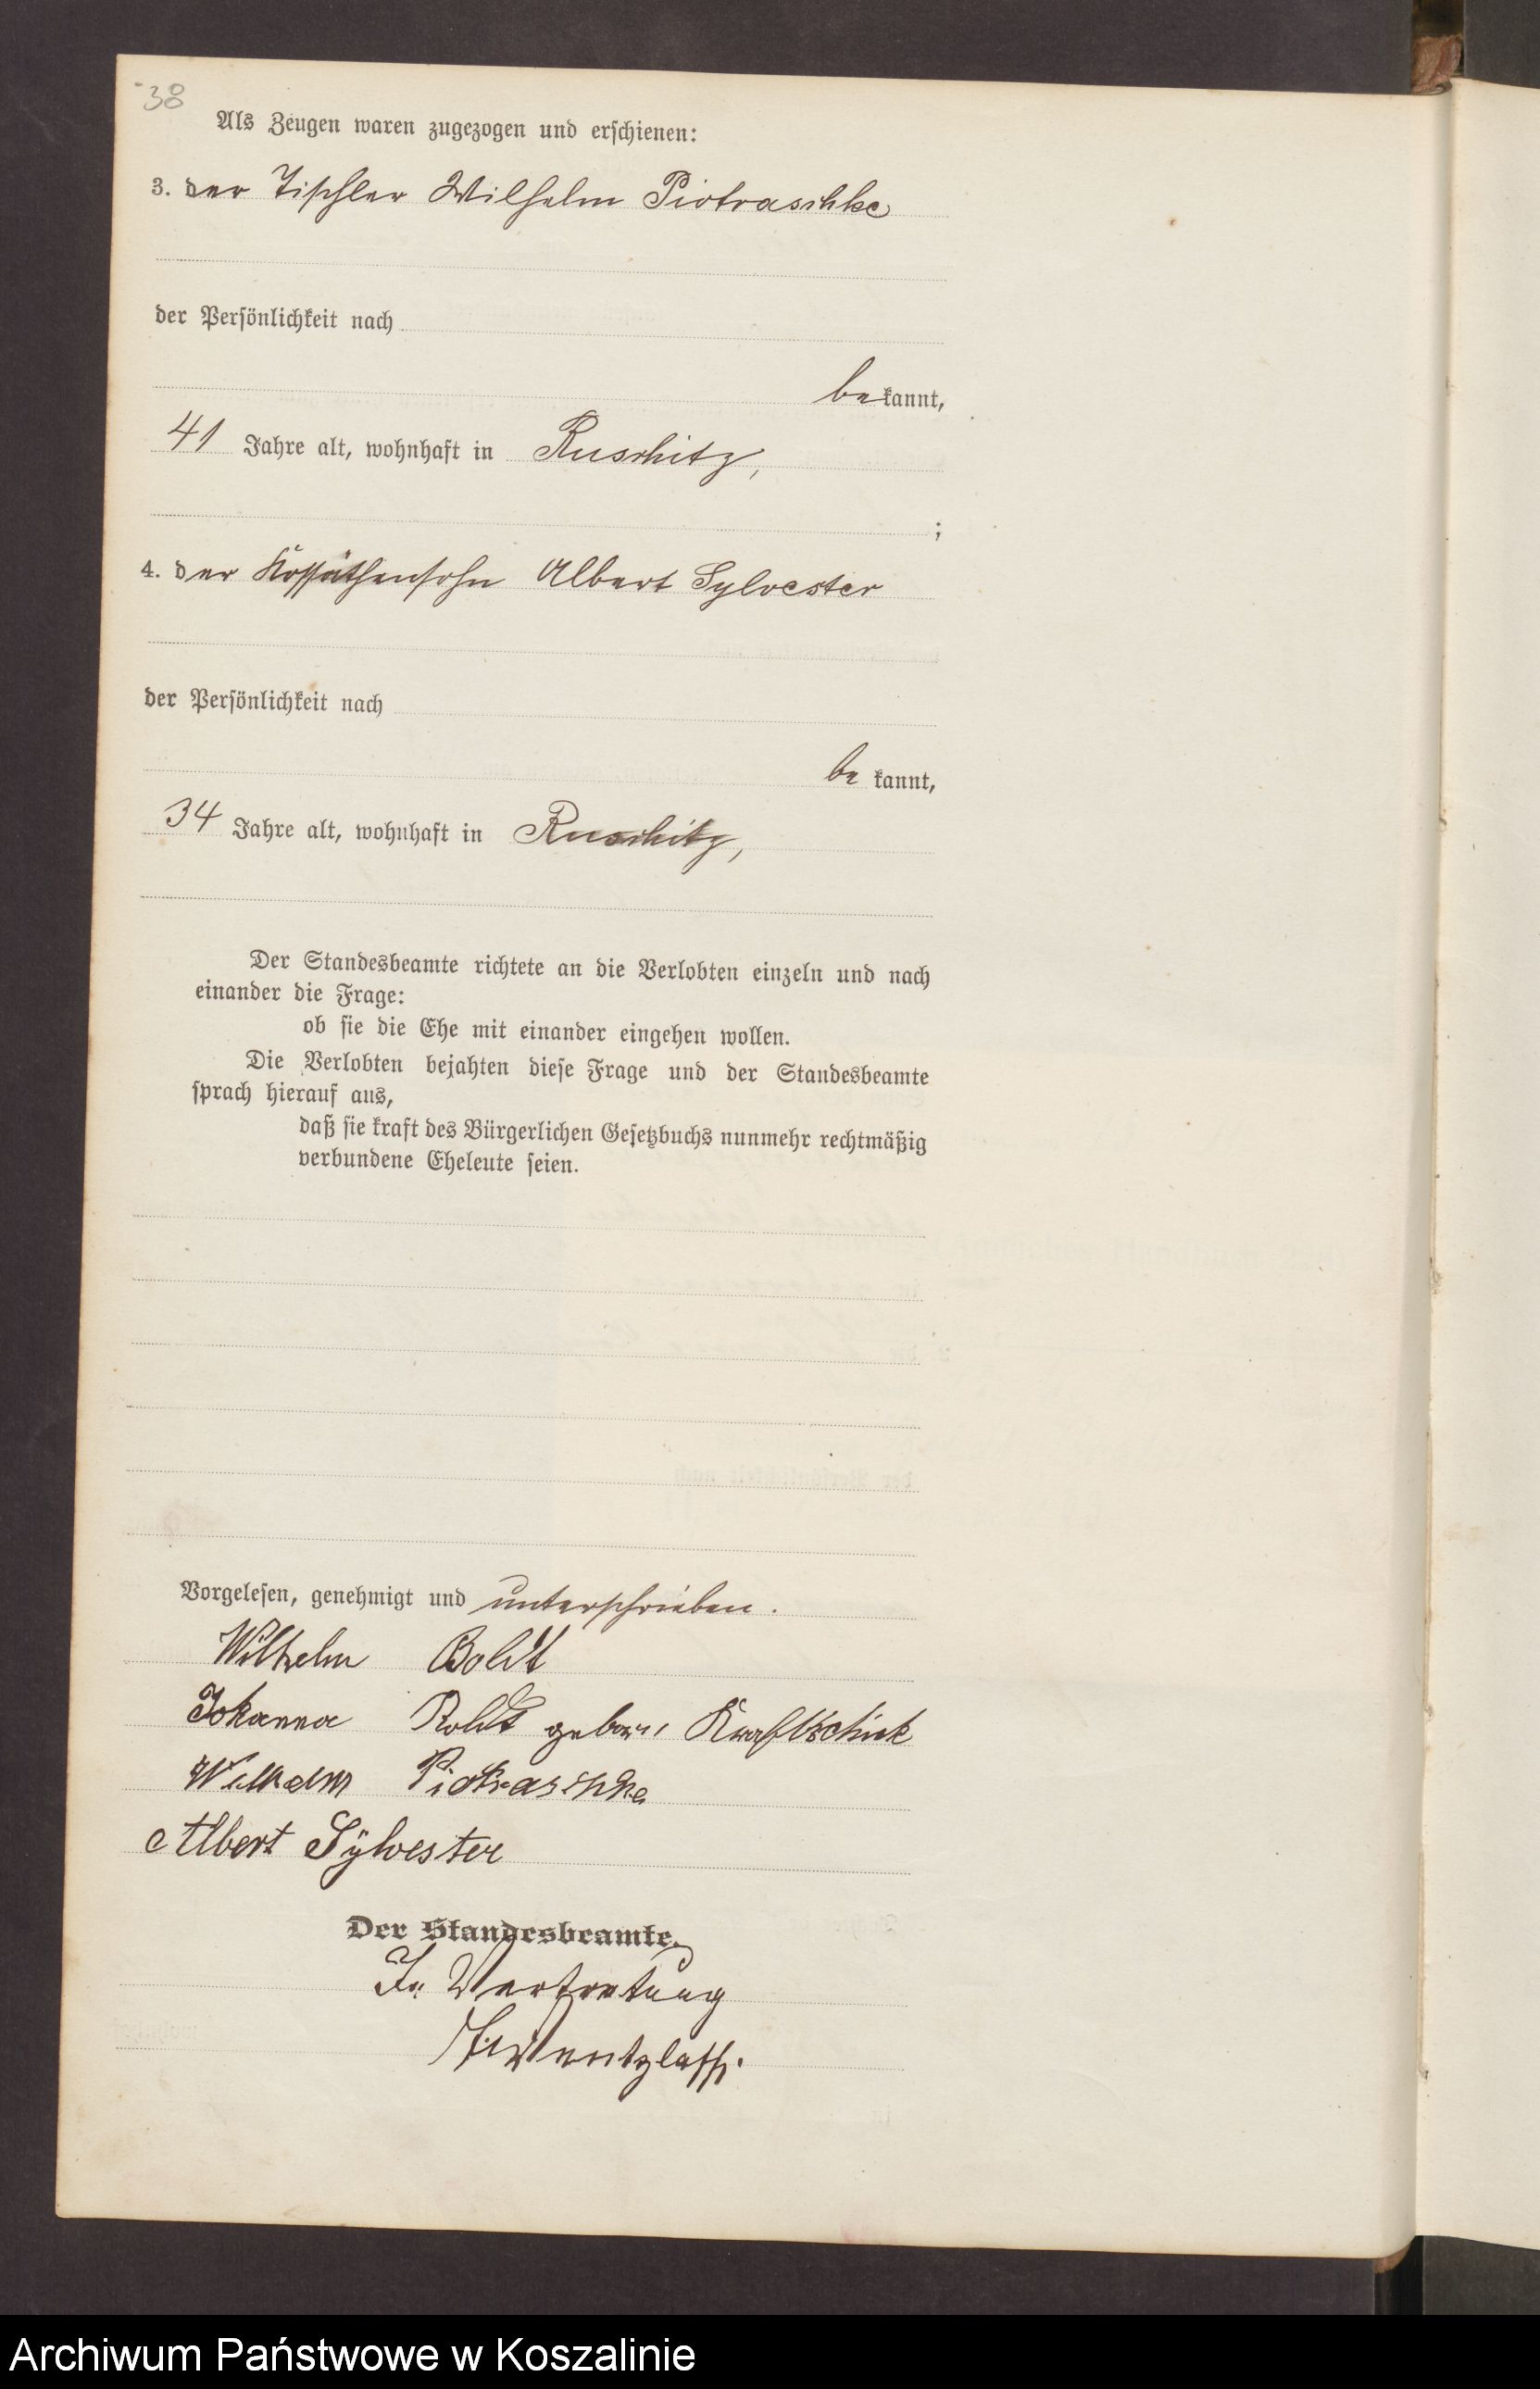 38
Als Zeugen waren zugezogen und erschienen:
3. der Tischler Wilhelm Piotraschke
der Persönlichkeit nach
bekannt,
41 Jahre alt, wohnhaft in Ruschitz,
;
4. der Kossäthensohn Albert Sylvester
der Persönlichkeit nach
be kannt,
34 Jahre alt, wohnhaft in Ruschitz,
Der Standesbeamte richtete an die Verlobten einzeln und nach
einander die Frage:
ob sie die Ehe mit einander eingehen wollen.
Die Verlobten bejahten diese Frage und der Standesbeamte
sprach hierauf aus,
daß sie kraft des Bürgerlichen Gesetzbuchs nunmehr rechtmäßig
verbundene Eheleute seien.
Vorgelesen, genehmigt und unterschrieben.
Wilhelm Boldt
Johanna Boldt geborn
Wilhelm Piotraschke
Albert Sylvester
Der Standesbeamte.
In Vertretung
Wentzlaff.
Archiwum Państwowe w Koszalinie